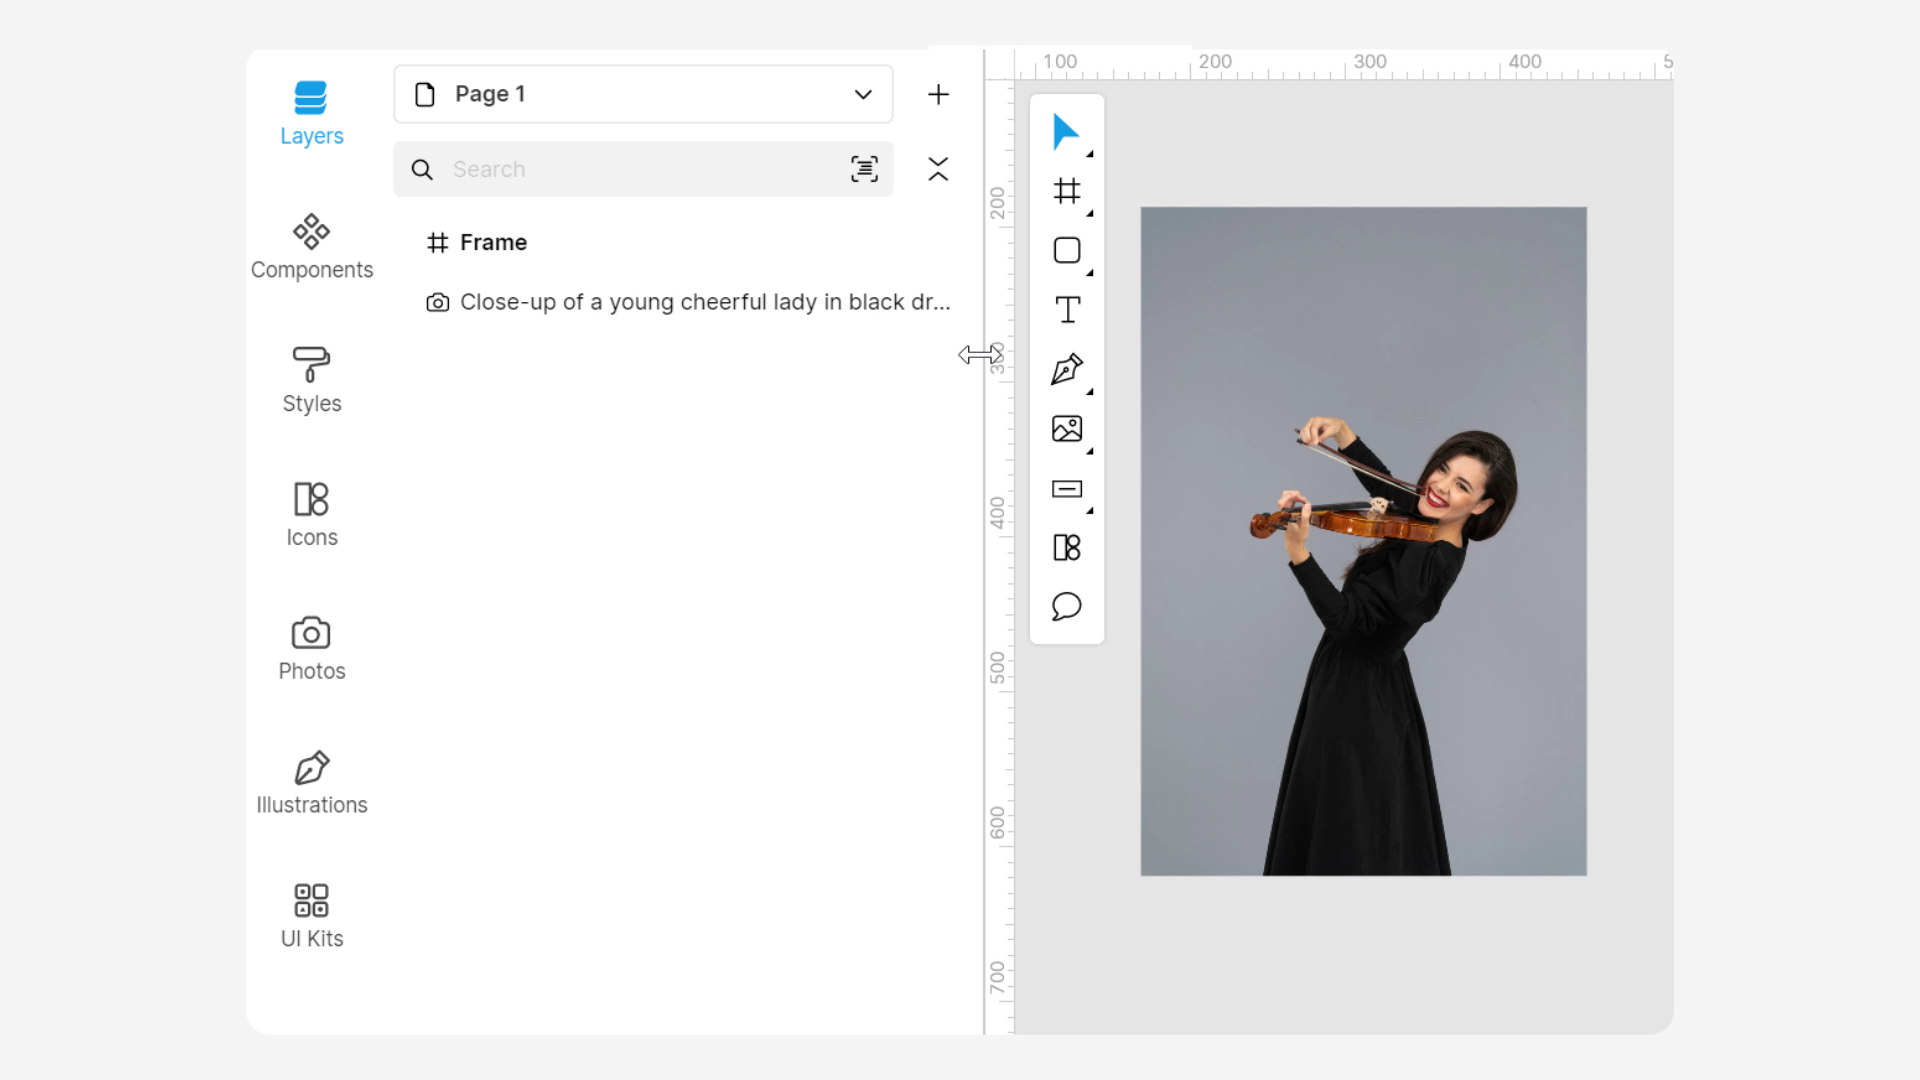 Layers
Components
Styles
Icons
Photos
Illustrations
UI Kits
Page 1
Search
Frame
Close-up of a young cheerful lady in black dr...
100 200 300 400 5
200
300
400
500
600
700
T